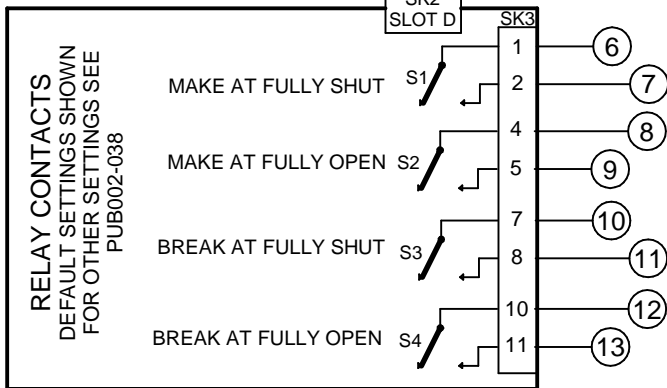 SLOT D
SK3
RELAY CONTACTS
DEFAULT SETTINGS SHOWN
FOR OTHER SETTINGS SEE
PUB002-038
1 6
MAKE AT FULLY SHUT S1 2 7
4 8
MAKE AT FULLY OPEN S2 5 9
7 10
BREAK AT FULLY SHUT S3 8 11
10 12
BREAK AT FULLY OPEN S4 11 13